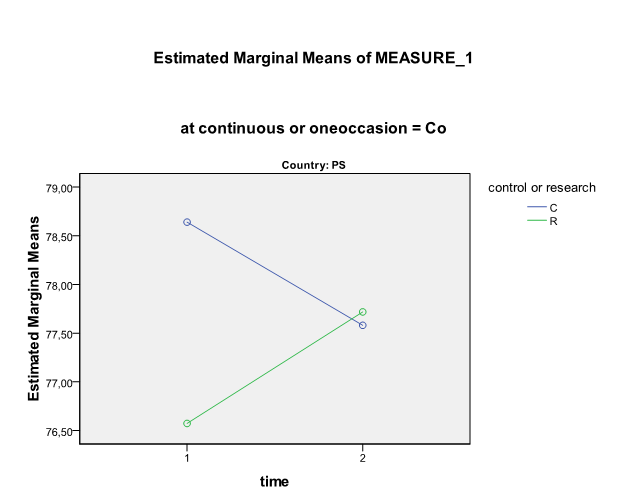 Estimated Marginal Means of MEASURE_1
at continuous or oneoccasion = Co
Country: PS
control or research
C
R
Estimated Marginal Means
79,00
78,50
78,00
77,50
77,00
76,50
1
2
time